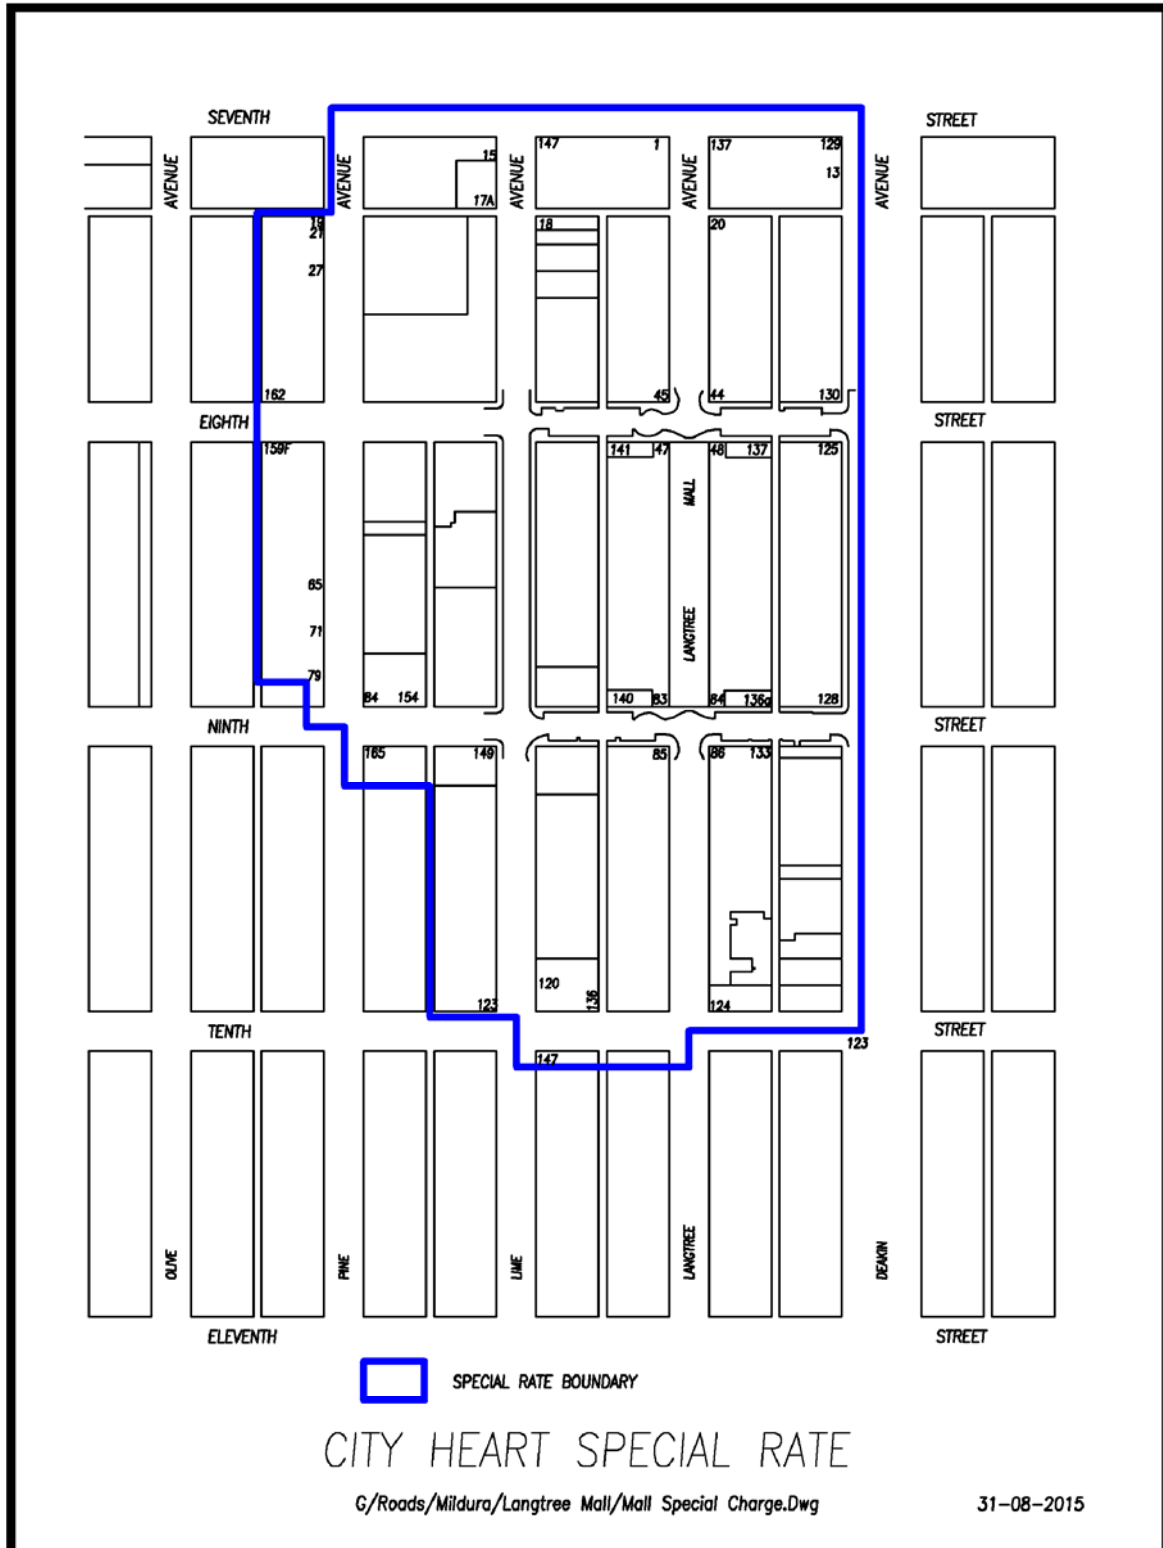 SEVENTH STREET
AVENUE AVENUE AVENUE AVENUE AVENUE
15 147 1 137 129
13
17A
19 18 20
21
27
162 45 44 130
EIGHTH STREET
159F 141 47 48 137 125
MALL
65
LANGTREE
71
79
84 154 140 83 84 136a 128
NINTH STREET
165 149 85 86 133
120
123 136 124
TENTH STREET
123
147
OLIVE PINE LIME LANGTREE DEAKIN
ELEVENTH STREET
SPECIAL RATE BOUNDARY
CITY HEART SPECIAL RATE
G/Roads/Mildura/Langtree Mall/Mall Special Charge.Dwg 31-08-2015